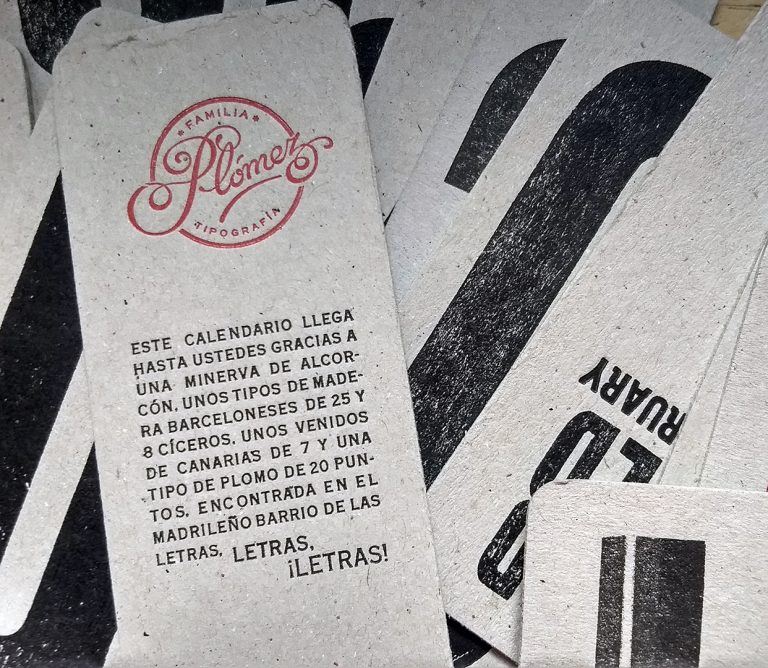 FAMILIA
Plómez
TIPOGRAFÍA
ESTE CALENDARIO LLEGA
HASTA USTEDES GRACIAS A
UNA MINERVA DE ALCOR-
CÓN, UNOS TIPOS DE MADE-
RA BARCELONESES DE 25 Y
8 CÍCEROS, UNOS VENIDOS
DE CANARIAS DE 7 Y UNA
TIPO DE PLOMO DE 20 PUN-
TOS, ENCONTRADA EN EL
MADRILEÑO BARRIO DE LAS
LETRAS, LETRAS,
¡LETRAS!
RUARY